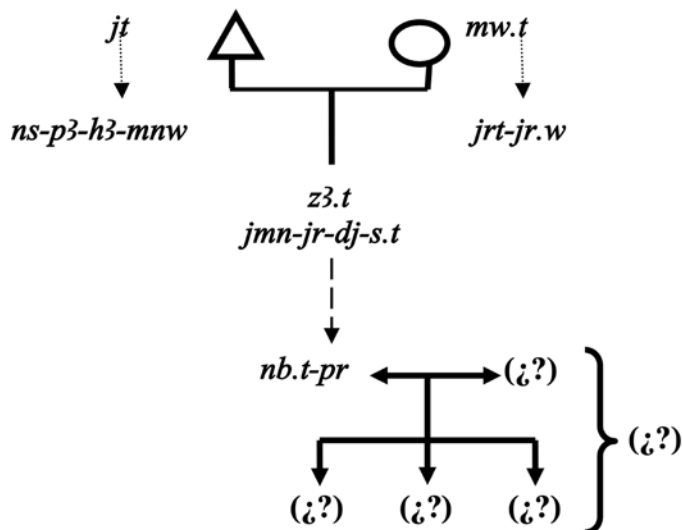 jt mw.t
ns-p3-h3-mnw jrt-jr.w
z3.t
jmn-jr-dj-s.t
nb.t-pr (¿?)
(¿?)
(¿?) (¿?) (¿?)